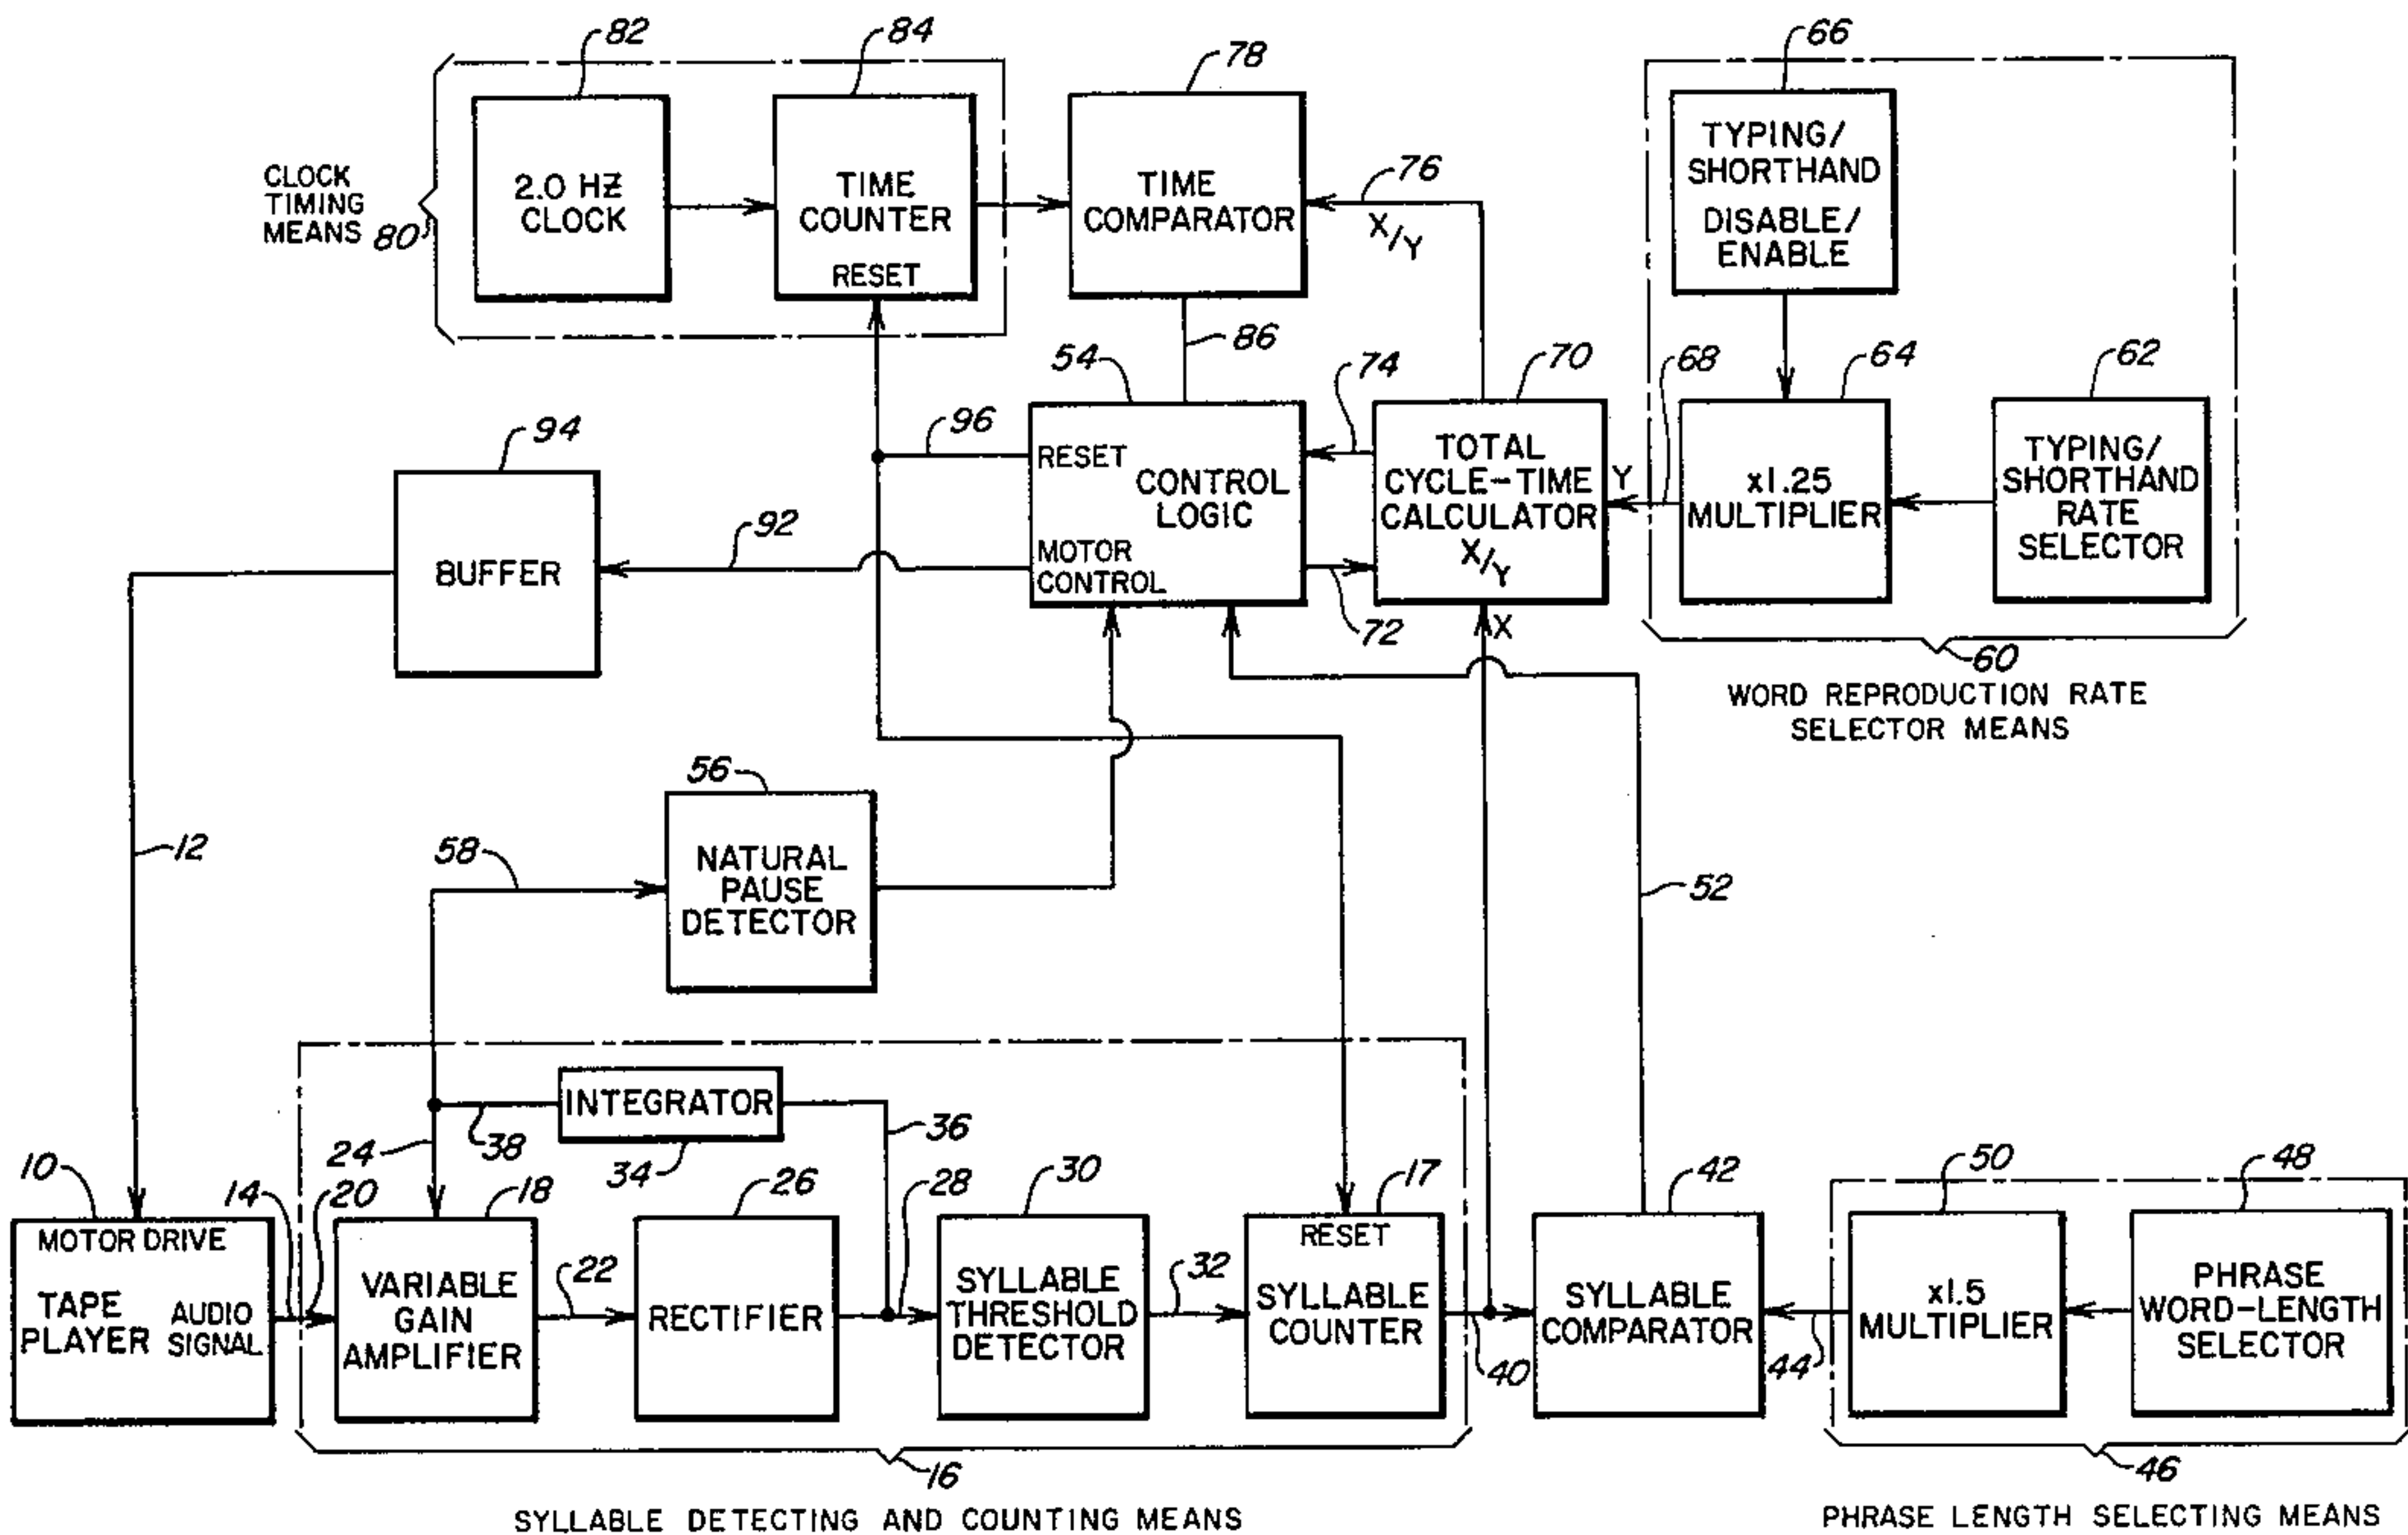 82
84
78
66
CLOCK
TIMING
MEANS 80
2.0 HZ
CLOCK
TIME
COUNTER
RESET
TIME
COMPARATOR
76
X/Y
TYPING/
SHORTHAND
DISABLE/
ENABLE
86
54
74
70
68
64
62
94
96
RESET
CONTROL
LOGIC
MOTOR
CONTROL
TOTAL
CYCLE-TIME
CALCULATOR
X/Y
Y
x1.25
MULTIPLIER
TYPING/
SHORTHAND
RATE
SELECTOR
BUFFER
92
72
X
60
WORD REPRODUCTION RATE
SELECTOR MEANS
56
12
58
NATURAL
PAUSE
DETECTOR
52
INTEGRATOR
24
38
34
36
10
14
20
18
26
28
30
17
42
50
48
MOTOR DRIVE
TAPE
PLAYER
AUDIO
SIGNAL
VARIABLE
GAIN
AMPLIFIER
22
RECTIFIER
SYLLABLE
THRESHOLD
DETECTOR
32
RESET
SYLLABLE
COUNTER
40
SYLLABLE
COMPARATOR
44
x1.5
MULTIPLIER
PHRASE
WORD-LENGTH
SELECTOR
16
46
SYLLABLE DETECTING AND COUNTING MEANS
PHRASE LENGTH SELECTING MEANS